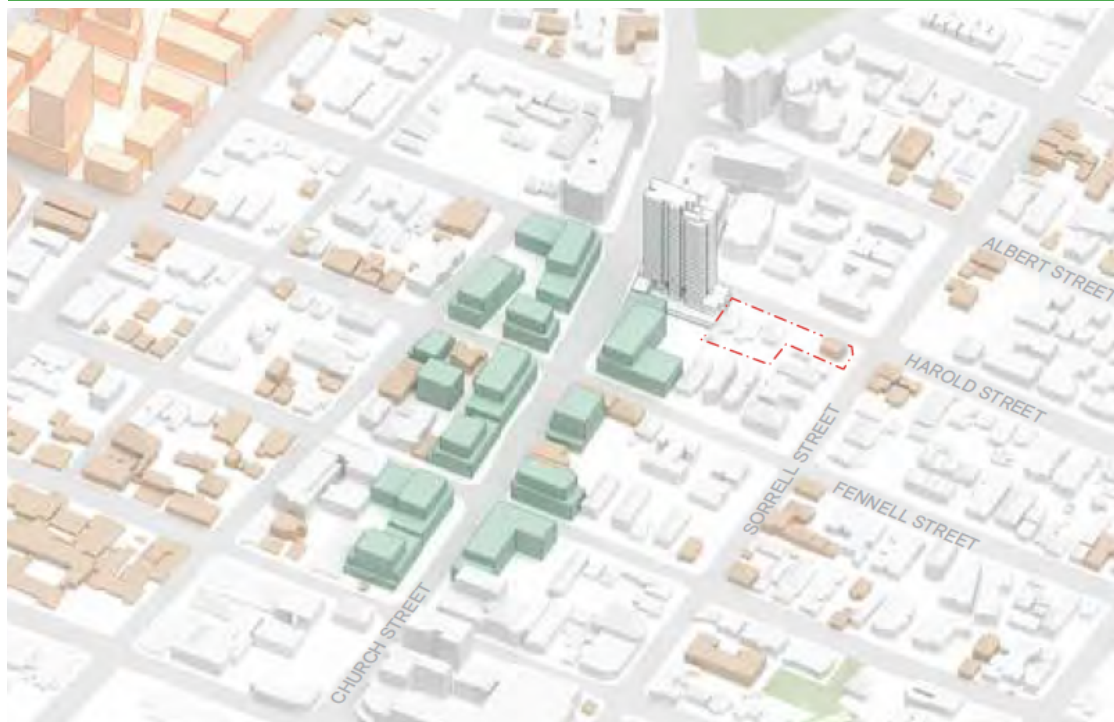 ALBERT STREET
HAROLD STREET
FENNELL STREET
SORRELL STREET
CHURCH STREET